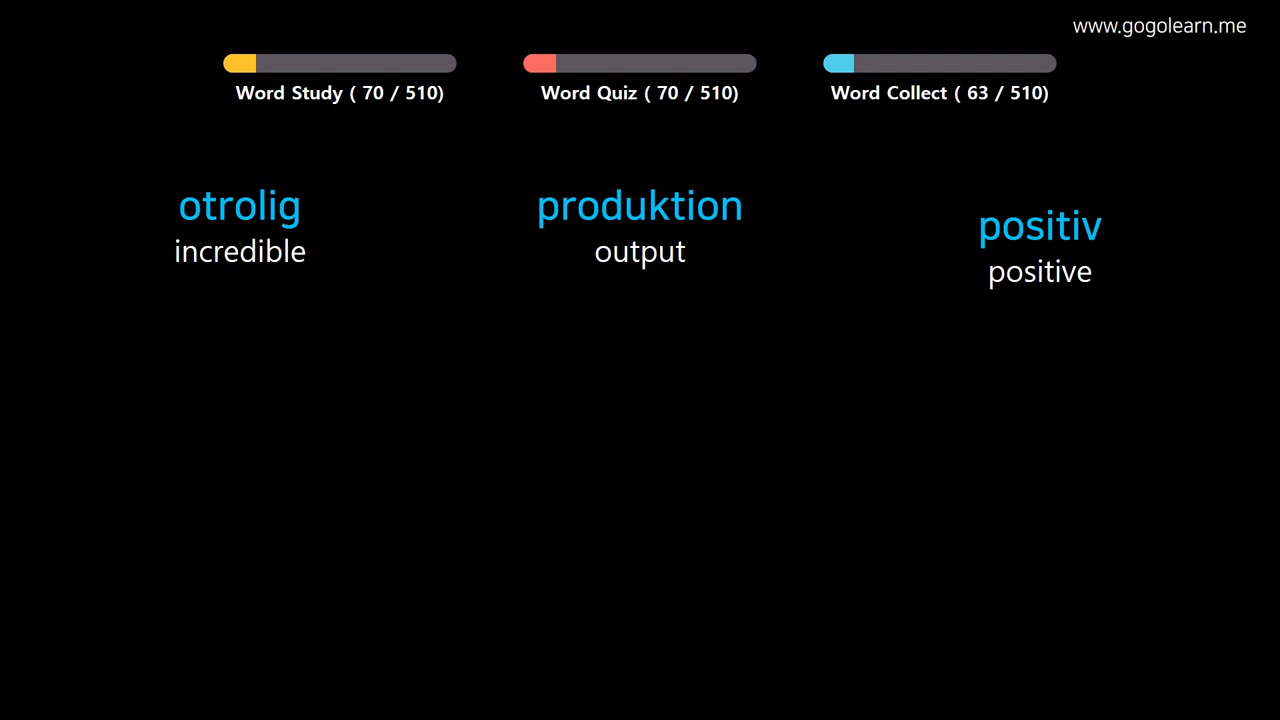 www.gogolearn.me
Word Study ( 70 / 510)
Word Quiz ( 70 / 510)
Word Collect ( 63 / 510)
otrolig
incredible
produktion
output
positiv
positive